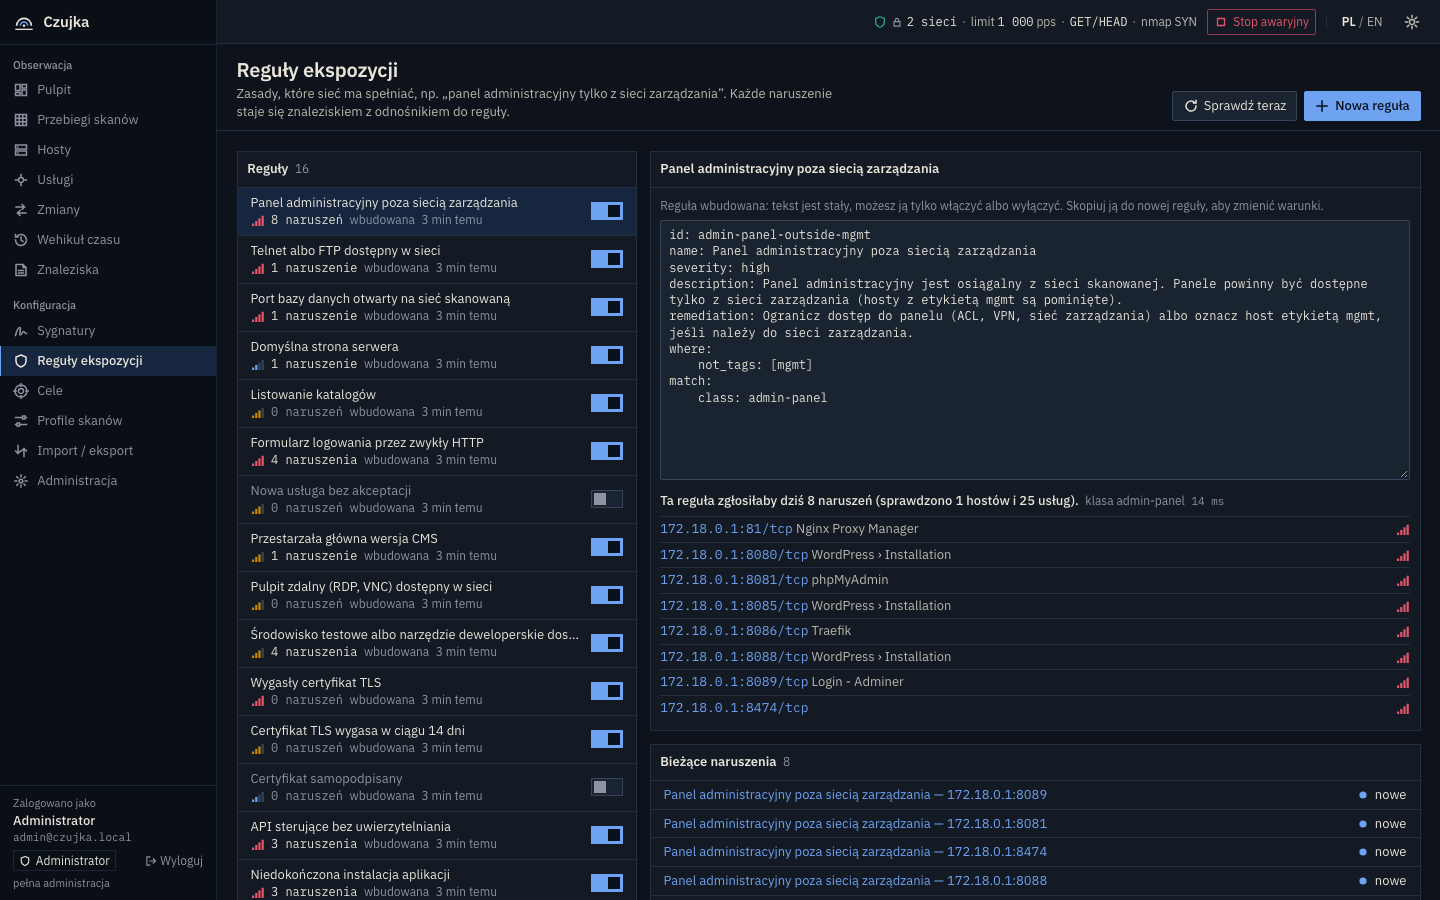 Czujka
2 sieci · limit 1 000 pps · GET/HEAD · nmap SYN
Stop awaryjny
PL / EN
Obserwacja
Pulpit
Przebiegi skanów
Hosty
Usługi
Zmiany
Wehikuł czasu
Znaleziska
Konfiguracja
Sygnatury
Reguły ekspozycji
Cele
Profile skanów
Import / eksport
Administracja
Zalogowano jako
Administrator
admin@czujka.local
Administrator
Wyloguj
pełna administracja
Reguły ekspozycji
Zasady, które sieć ma spełniać, np. „panel administracyjny tylko z sieci zarządzania”. Każde naruszenie
staje się znaleziskiem z odnośnikiem do reguły.
Sprawdź teraz
Nowa reguła
Reguły 16
Panel administracyjny poza siecią zarządzania
8 naruszeń wbudowana 3 min temu
Telnet albo FTP dostępny w sieci
1 naruszenie wbudowana 3 min temu
Port bazy danych otwarty na sieć skanowaną
1 naruszenie wbudowana 3 min temu
Domyślna strona serwera
1 naruszenie wbudowana 3 min temu
Listowanie katalogów
0 naruszeń wbudowana 3 min temu
Formularz logowania przez zwykły HTTP
4 naruszenia wbudowana 3 min temu
Nowa usługa bez akceptacji
0 naruszeń wbudowana 3 min temu
Przestarzała główna wersja CMS
1 naruszenie wbudowana 3 min temu
Pulpit zdalny (RDP, VNC) dostępny w sieci
0 naruszeń wbudowana 3 min temu
Środowisko testowe albo narzędzie deweloperskie dos...
4 naruszenia wbudowana 3 min temu
Wygasły certyfikat TLS
0 naruszeń wbudowana 3 min temu
Certyfikat TLS wygasa w ciągu 14 dni
0 naruszeń wbudowana 3 min temu
Certyfikat samopodpisany
0 naruszeń wbudowana 3 min temu
API sterujące bez uwierzytelniania
3 naruszenia wbudowana 3 min temu
Niedokończona instalacja aplikacji
3 naruszenia wbudowana 3 min temu
Panel administracyjny poza siecią zarządzania
Reguła wbudowana: tekst jest stały, możesz ją tylko włączyć albo wyłączyć. Skopiuj ją do nowej reguły, aby zmienić warunki.
id: admin-panel-outside-mgmt
name: Panel administracyjny poza siecią zarządzania
severity: high
description: Panel administracyjny jest osiągalny z sieci skanowanej. Panele powinny być dostępne
tylko z sieci zarządzania (hosty z etykietą mgmt są pominięte).
remediation: Ogranicz dostęp do panelu (ACL, VPN, sieć zarządzania) albo oznacz host etykietą mgmt,
jeśli należy do sieci zarządzania.
where:
not_tags: [mgmt]
match:
class: admin-panel
Ta reguła zgłosiłaby dziś 8 naruszeń (sprawdzono 1 hostów i 25 usług). klasa admin-panel 14 ms
172.18.0.1:81/tcp Nginx Proxy Manager
172.18.0.1:8080/tcp WordPress › Installation
172.18.0.1:8081/tcp phpMyAdmin
172.18.0.1:8085/tcp WordPress › Installation
172.18.0.1:8086/tcp Traefik
172.18.0.1:8088/tcp WordPress › Installation
172.18.0.1:8089/tcp Login - Adminer
172.18.0.1:8474/tcp
Bieżące naruszenia 8
Panel administracyjny poza siecią zarządzania — 172.18.0.1:8089 nowe
Panel administracyjny poza siecią zarządzania — 172.18.0.1:8081 nowe
Panel administracyjny poza siecią zarządzania — 172.18.0.1:8474 nowe
Panel administracyjny poza siecią zarządzania — 172.18.0.1:8088 nowe